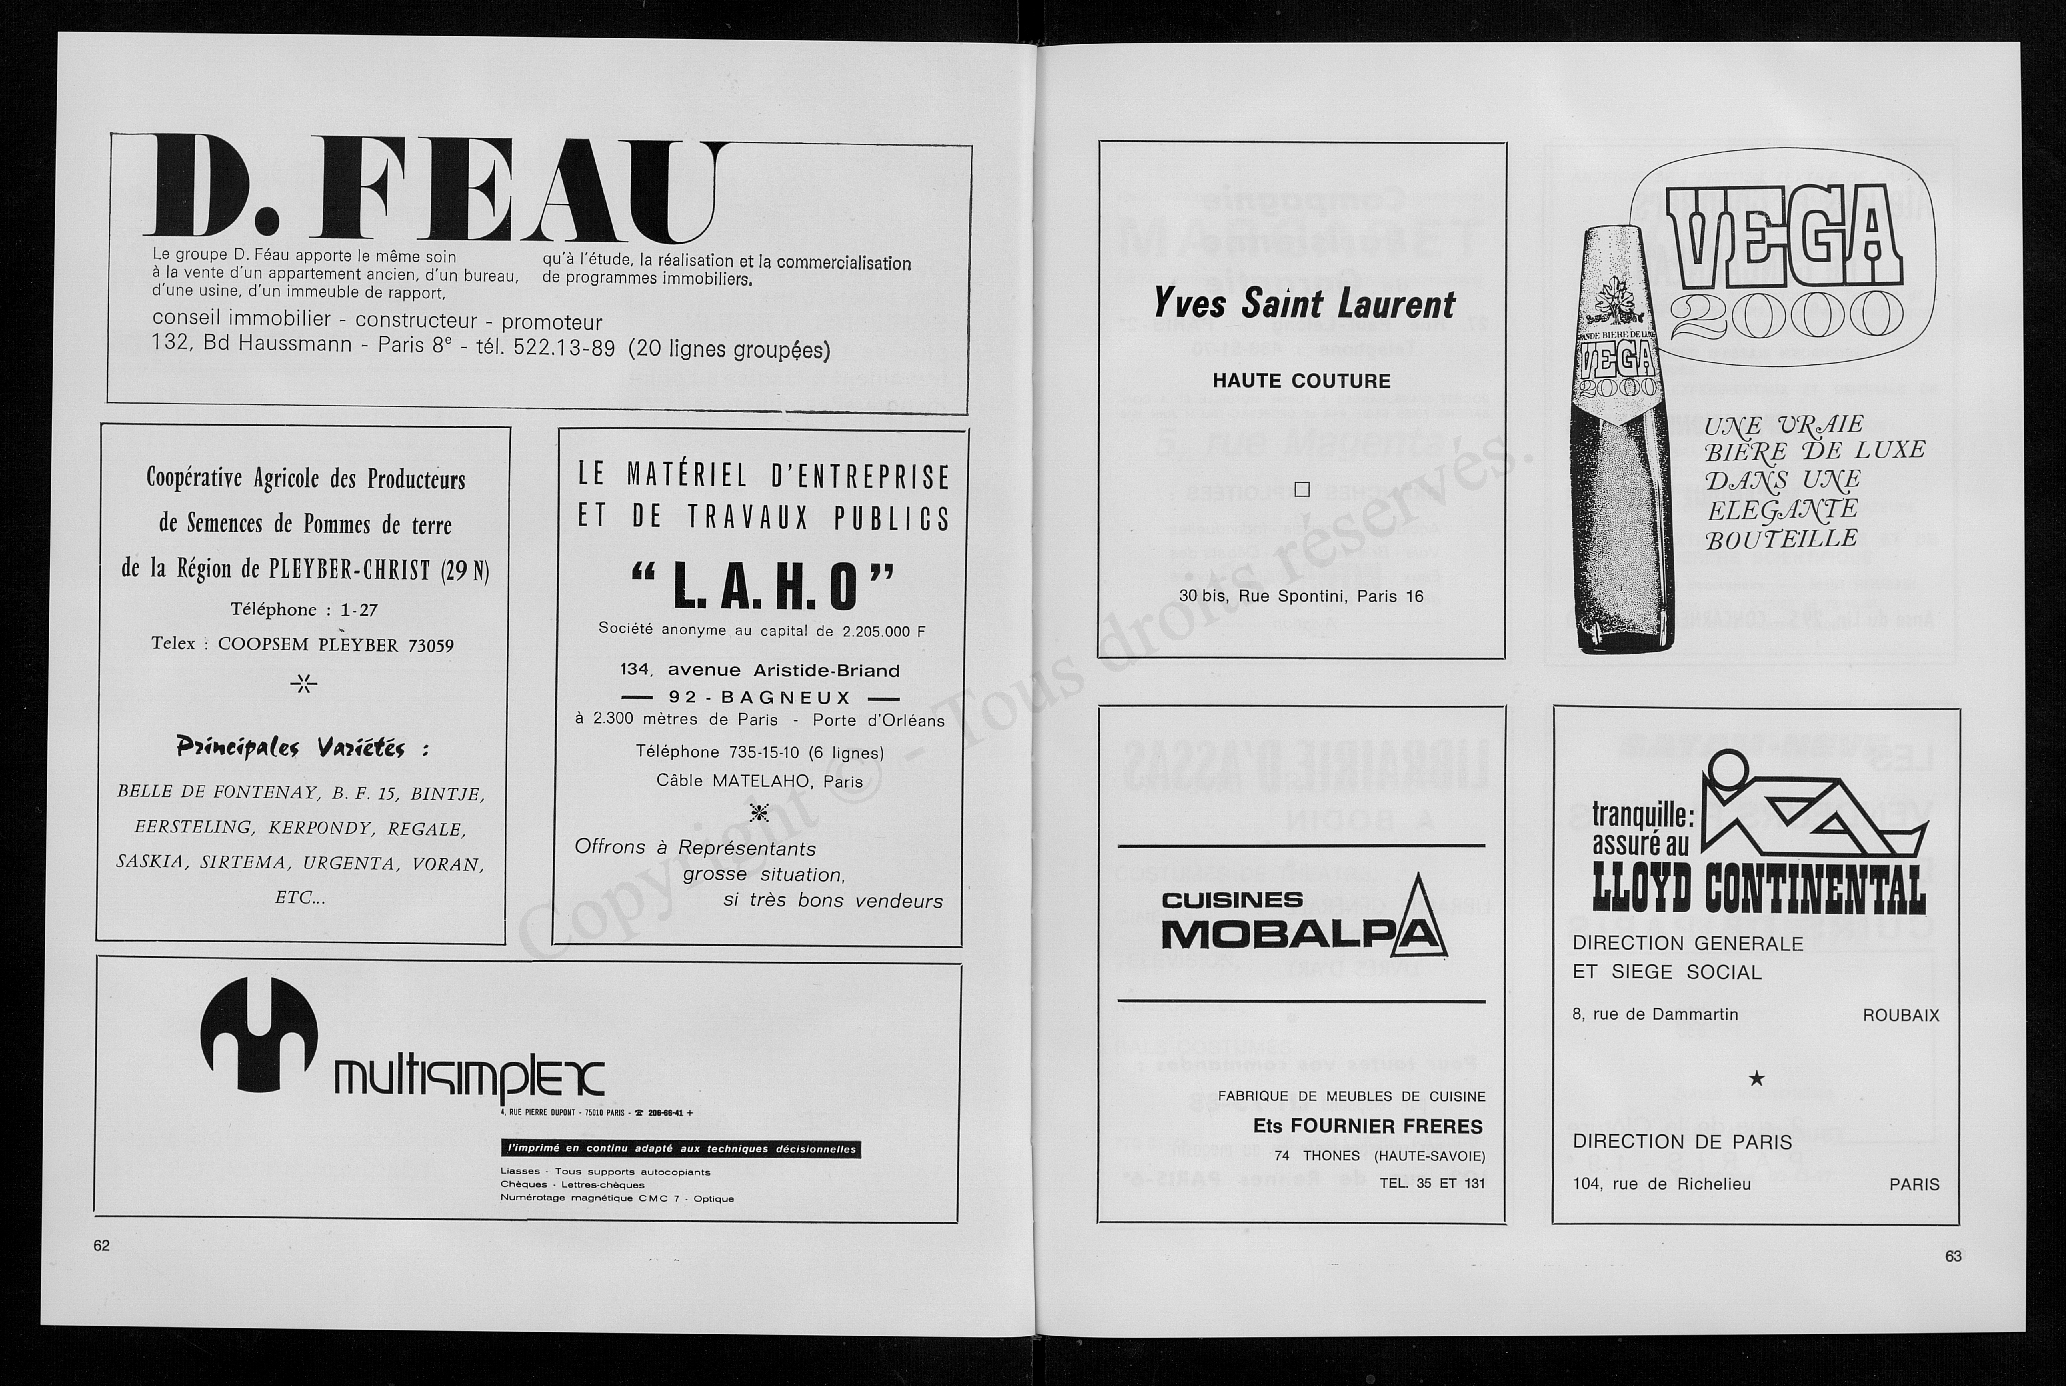 D. FEAU
Le groupe D. Féau apporte le même soin
à la vente d'un appartement ancien, d'un bureau,
d'une usine, d'un immeuble de rapport,
qu'à l'étude, la réalisation et la commercialisation
de programmes immobiliers.
conseil immobilier - constructeur - promoteur
132, Bd Haussmann - Paris 8e - tél. 522.13-89 (20 lignes groupées)
Coopérative Agricole des Producteurs
de Semences de Pommes de terre
de la Région de PLEYBER-CHRIST (29 N)
Téléphone : 1-27
Telex : COOPSEM PLEYBER 73059
Principales Variétés :
BELLE DE FONTENAY, B. F. 15, BINTJE,
EERSTELING, KERPONDY, REGALE,
SASKIA, SIRTEMA, URGENTA, VORAN,
ETC...
LE MATÉRIEL D'ENTREPRISE
ET DE TRAVAUX PUBLICS
“ L. A. H. O ”
Société anonyme au capital de 2.205.000 F
134, avenue Aristide-Briand
— 92 - BAGNEUX —
à 2.300 mètres de Paris - Porte d'Orléans
Téléphone 735-15-10 (6 lignes)
Câble MATELAHO, Paris
Offrons à Représentants
grosse situation,
si très bons vendeurs
multisimplex
4, RUE PIERRE DUPONT - 75010 PARIS - ☎ 206-66-41 +
l'imprimé en continu adapté aux techniques décisionnelles
Liasses - Tous supports autocopiants
Chèques - Lettres-chèques
Numérotage magnétique CMC 7 - Optique
62
Yves Saint Laurent
HAUTE COUTURE
30 bis, Rue Spontini, Paris 16
VEGA
2000
GRANDE BIERE DE LUXE
VEGA
2000
UNE VRAIE
BIERE DE LUXE
DANS UNE
ELEGANTE
BOUTEILLE
CUISINES
MOBALPA
FABRIQUE DE MEUBLES DE CUISINE
Ets FOURNIER FRERES
74 THONES (HAUTE-SAVOIE)
TEL. 35 ET 131
tranquille:
assuré au
LLOYD CONTINENTAL
DIRECTION GENERALE
ET SIEGE SOCIAL
8, rue de Dammartin ROUBAIX
★
DIRECTION DE PARIS
104, rue de Richelieu PARIS
63
Copyright © - Tous droits réservés.